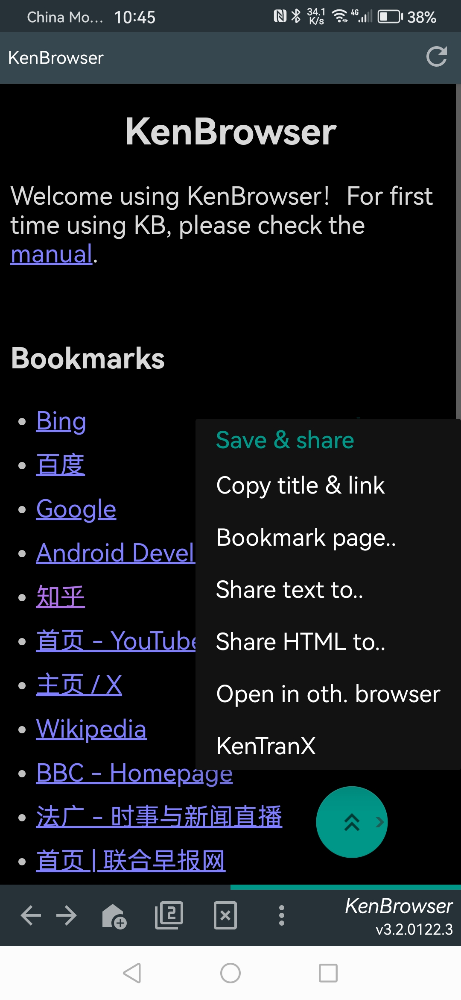 China Mo... 10:45 34.1 K/s 4G 38%
KenBrowser
KenBrowser
Welcome using KenBrowser！ For first
time using KB, please check the
manual.
Bookmarks
Bing
百度
Google
Android Devel
知乎
首页 - YouTube
主页 / X
Wikipedia
BBC - Homepage
法广 - 时事与新闻直播
首页 | 联合早报网
Save & share
Copy title & link
Bookmark page..
Share text to..
Share HTML to..
Open in oth. browser
KenTranX
2
KenBrowser
v3.2.0122.3